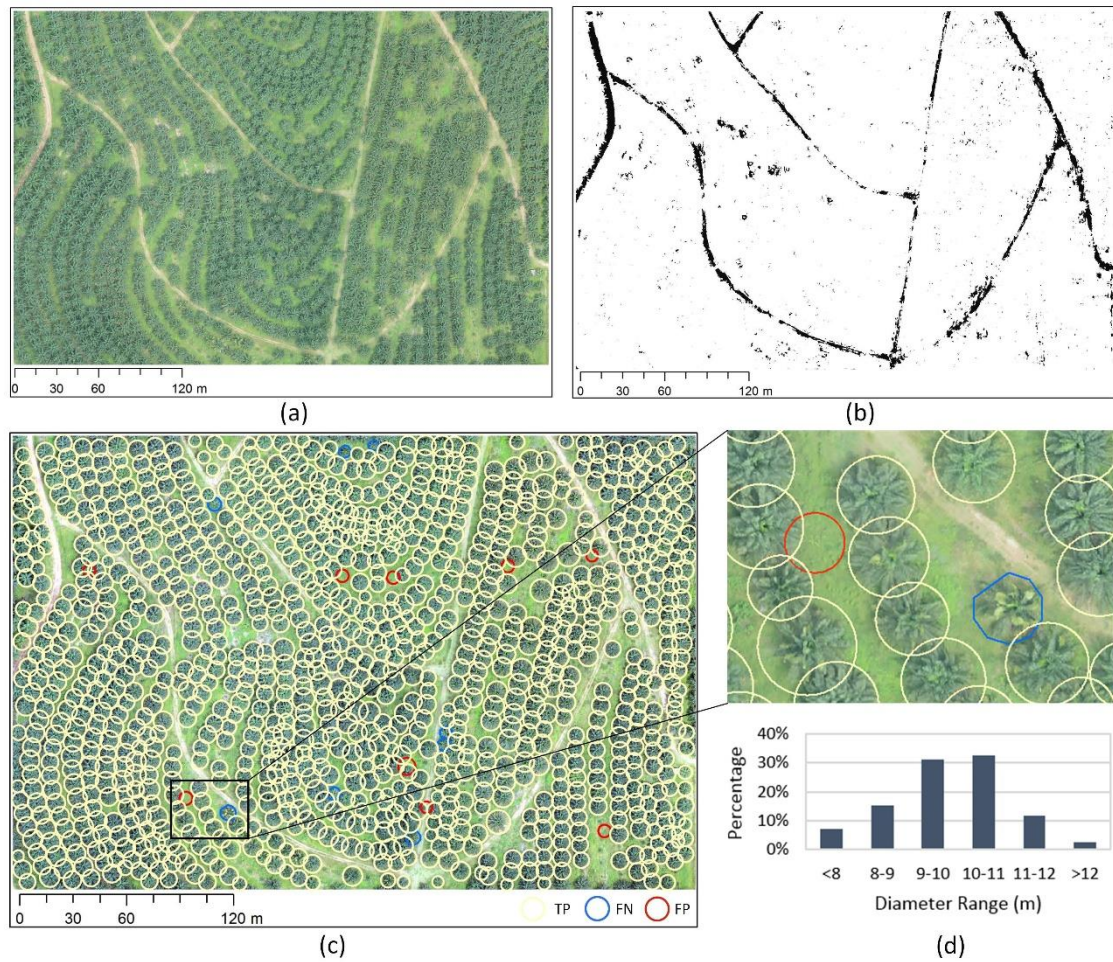 0 30 60 120 m
(a)
0 30 60 120 m
(b)
0 30 60 120 m
TP FN FP
(c)
40%
30%
20%
10%
0%
Percentage
<8 8-9 9-10 10-11 11-12 >12
Diameter Range (m)
(d)